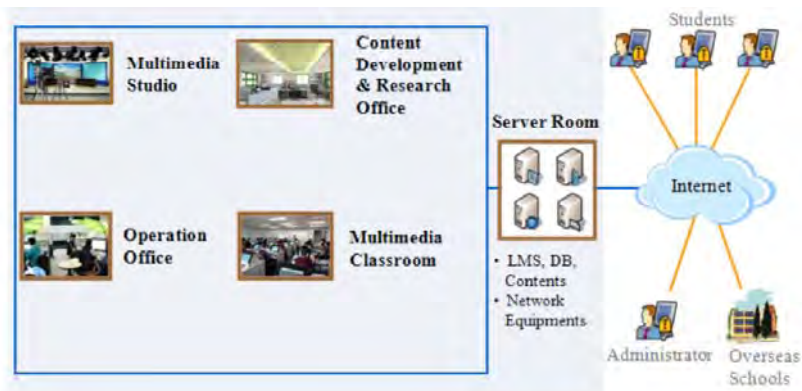 Multimedia
Studio
Content
Development
& Research
Office
Operation
Office
Multimedia
Classroom
Server Room
• LMS, DB,
Contents
• Network
Equipments
Students
Internet
Administrator
Overseas
Schools